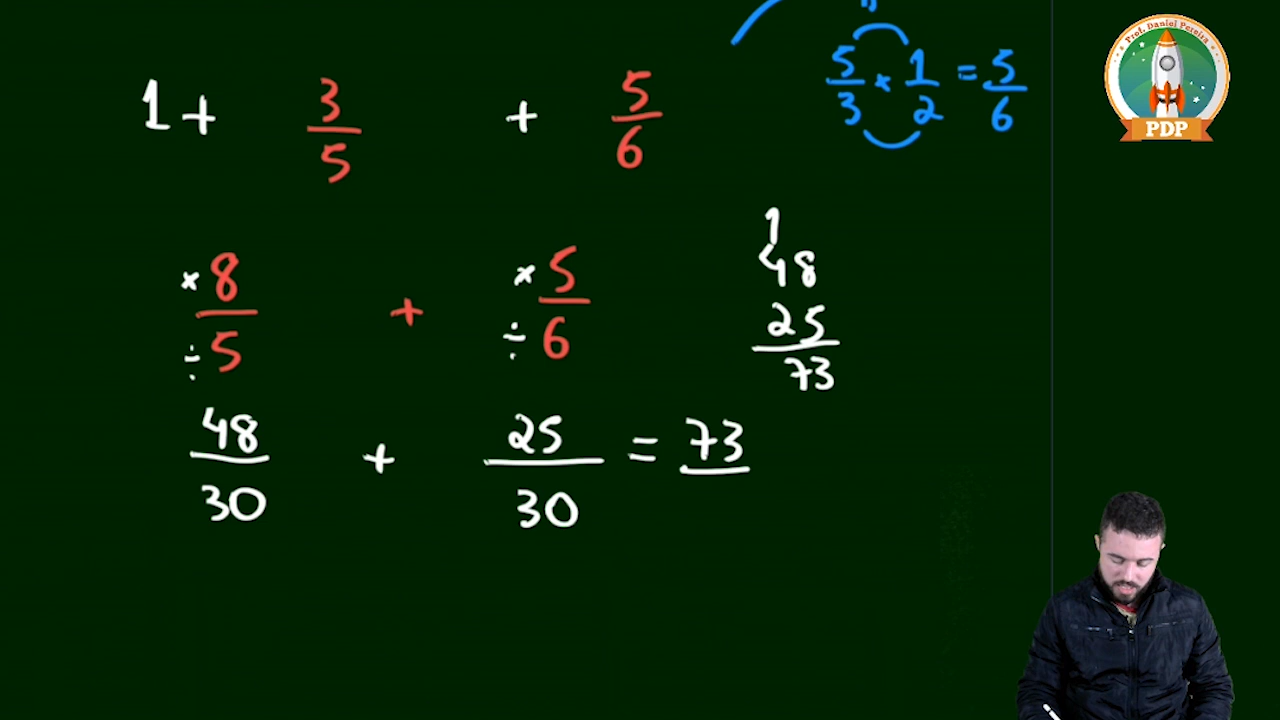 1 + 3/5 + 5/6
5/3 × 1/2 = 5/6
Prof. Daniel Pereira
PDP
× 8/5 ÷ + × 5/6 ÷
1
48
25
73
48/30 + 25/30 = 73